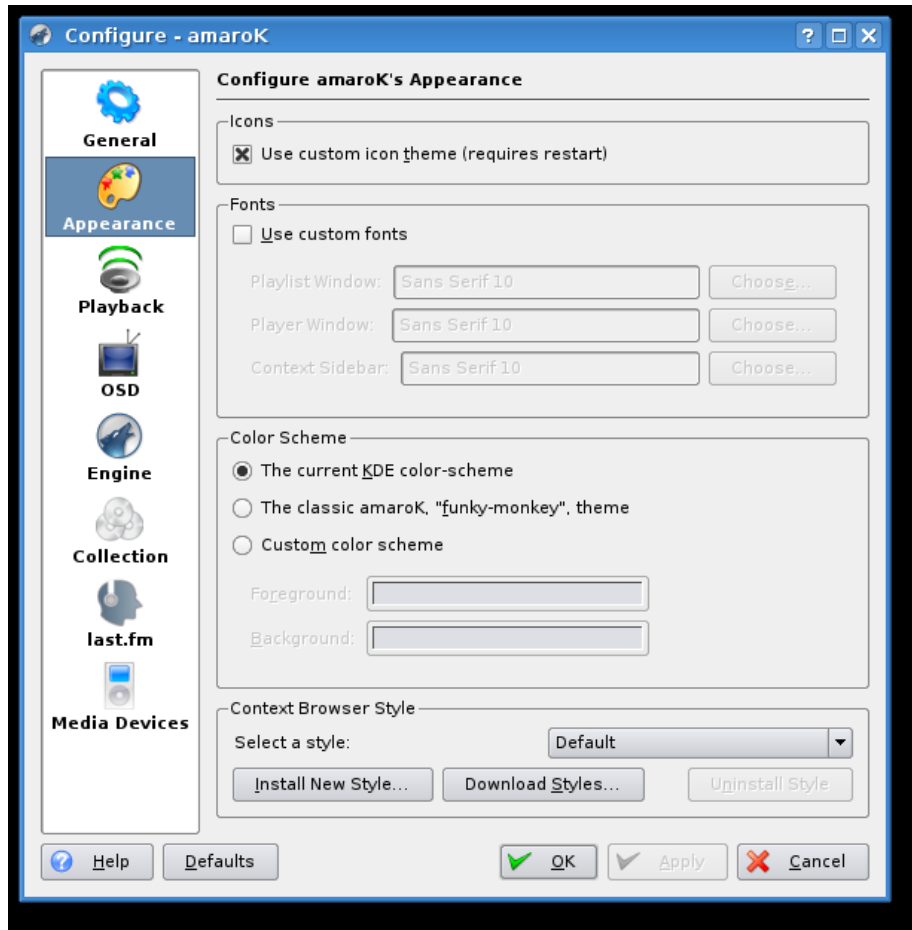 Configure - amaroK
General
Appearance
Playback
OSD
Engine
Collection
last.fm
Media Devices
Configure amaroK's Appearance
Icons
Use custom icon theme (requires restart)
Fonts
Use custom fonts
Playlist Window: Sans Serif 10 Choose...
Player Window: Sans Serif 10 Choose...
Context Sidebar: Sans Serif 10 Choose...
Color Scheme
The current KDE color-scheme
The classic amaroK, "funky-monkey", theme
Custom color scheme
Foreground:
Background:
Context Browser Style
Select a style: Default
Install New Style... Download Styles... Uninstall Style
Help Defaults OK Apply Cancel